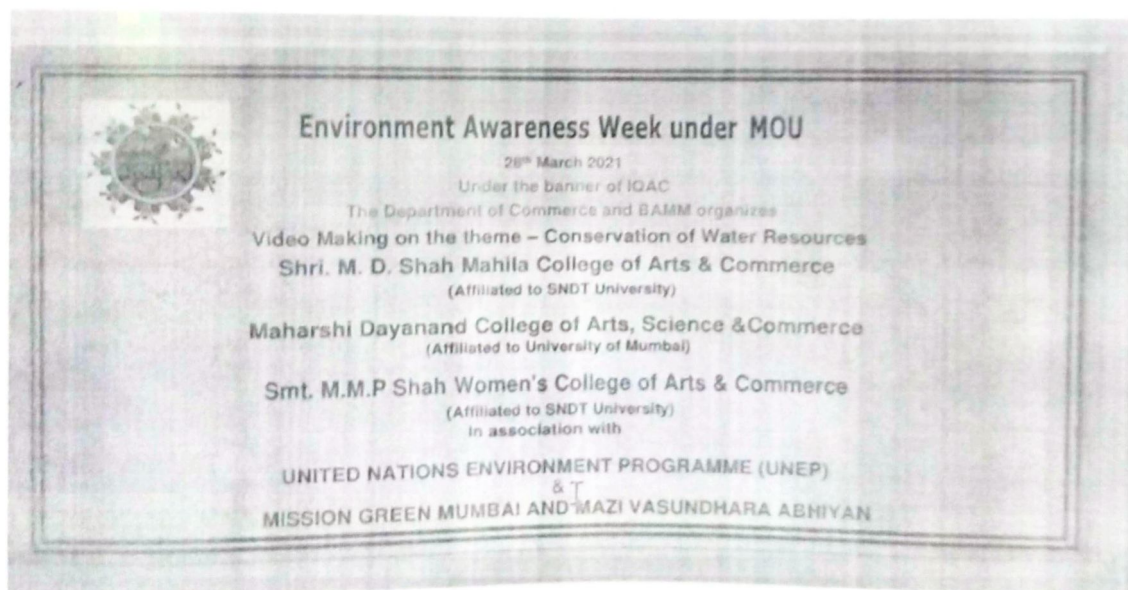 Environment Awareness Week under MOU
26th March 2021
Under the banner of IQAC
The Department of Commerce and BAMM organizes
Video Making on the theme – Conservation of Water Resources
Shri. M. D. Shah Mahila College of Arts & Commerce
(Affiliated to SNDT University)
Maharshi Dayanand College of Arts, Science &Commerce
(Affiliated to University of Mumbai)
Smt. M.M.P Shah Women's College of Arts & Commerce
(Affiliated to SNDT University)
In association with
UNITED NATIONS ENVIRONMENT PROGRAMME (UNEP)
&
MISSION GREEN MUMBAI AND MAZI VASUNDHARA ABHIYAN